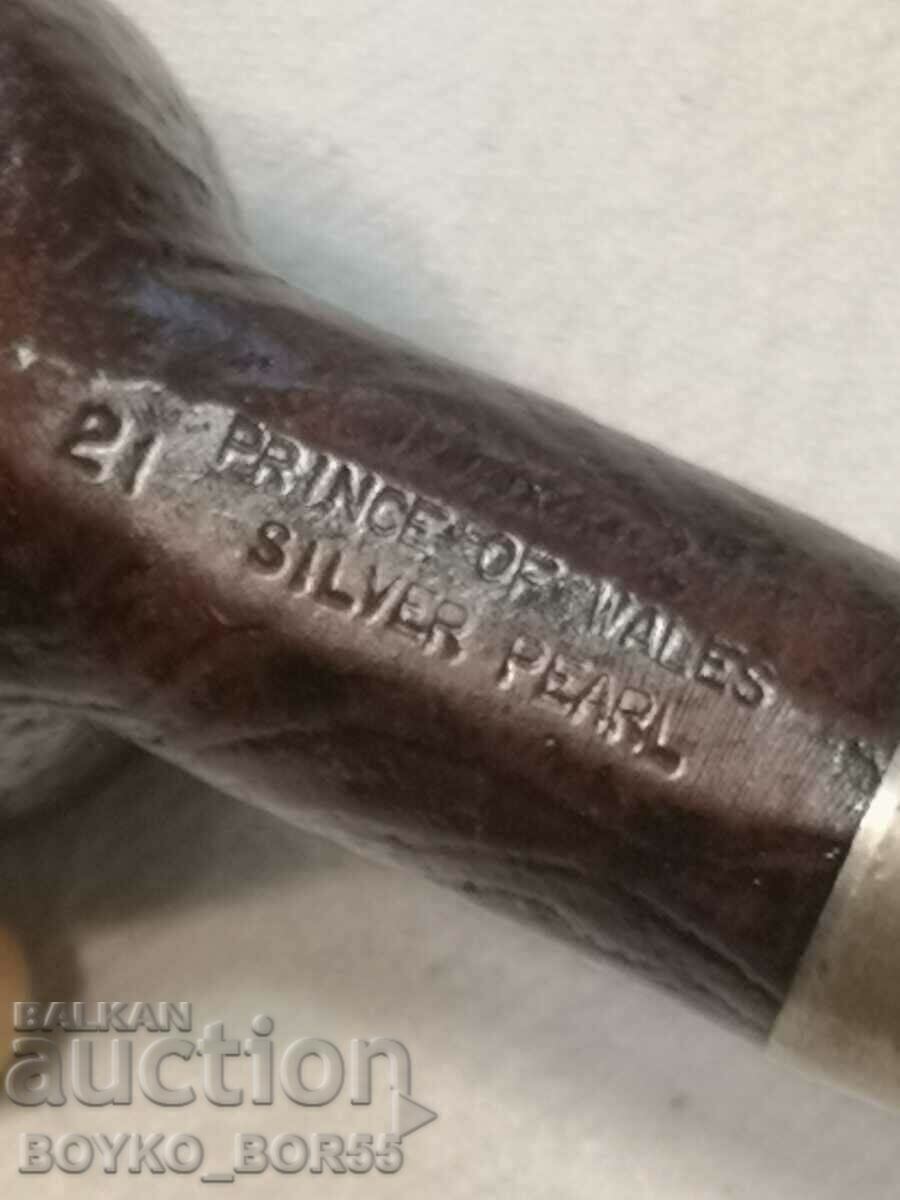 21 PRINCE OF WALES
SILVER PEARL
BALKAN
auction
BOYKO_BOR55